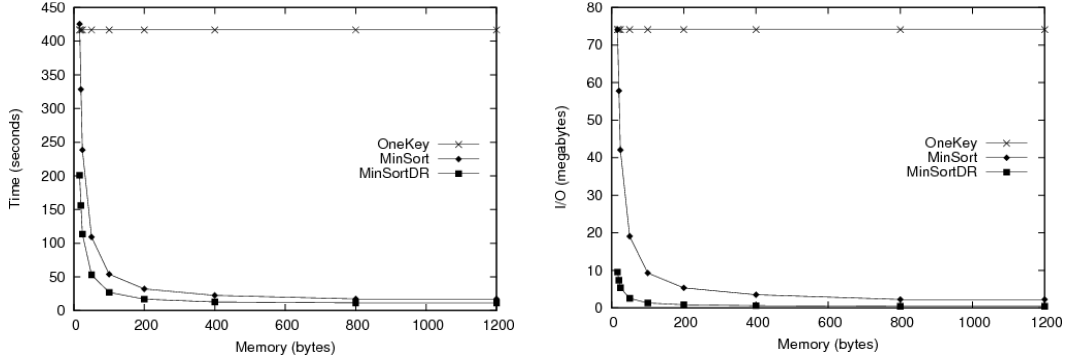 450
400
350
300
250
200
150
100
50
0
Time (seconds)
OneKey
MinSort
MinSortDR
0 200 400 600 800 1000 1200
Memory (bytes)
80
70
60
50
40
30
20
10
0
I/O (megabytes)
OneKey
MinSort
MinSortDR
0 200 400 600 800 1000 1200
Memory (bytes)